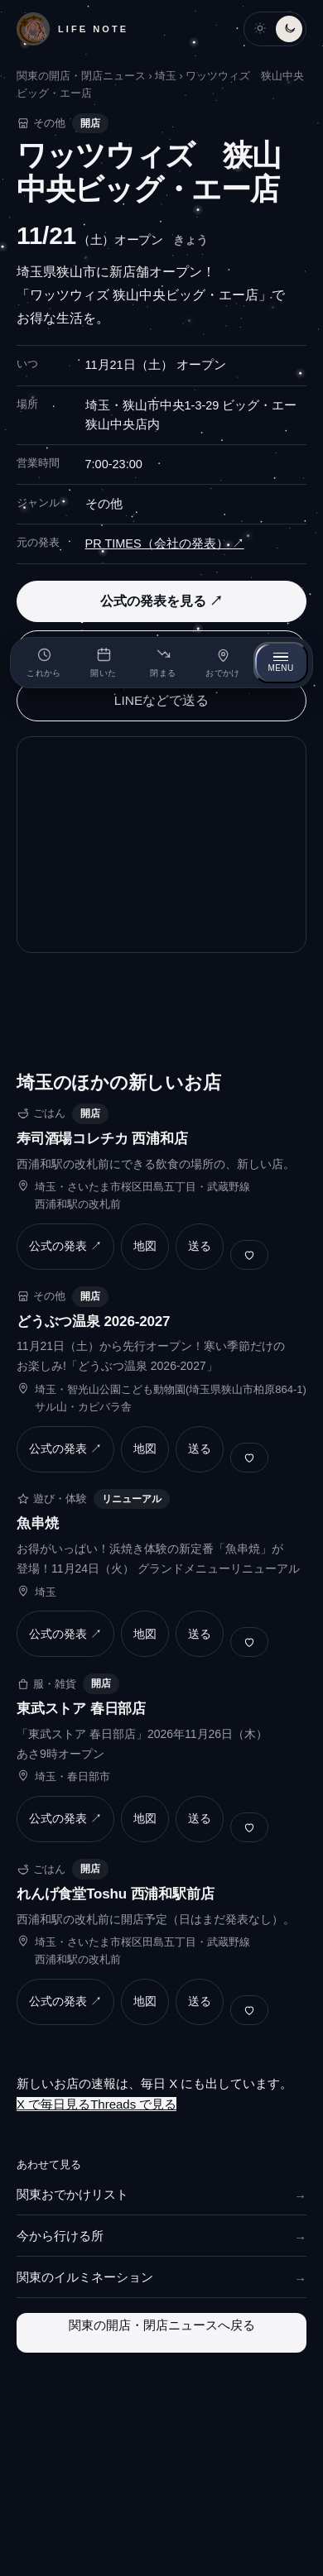 LIFE NOTE
関東の開店・閉店ニュース › 埼玉 › ワッツウィズ　狭山中央
ビッグ・エー店
その他 開店
ワッツウィズ　狭山
中央ビッグ・エー店
11/21（土）オープン きょう
埼玉県狭山市に新店舗オープン！
「ワッツウィズ 狭山中央ビッグ・エー店」で
お得な生活を。
いつ 11月21日（土） オープン
場所 埼玉・狭山市中央1-3-29 ビッグ・エー
狭山中央店内
営業時間 7:00-23:00
ジャンル その他
元の発表 PR TIMES（会社の発表）↗
公式の発表を見る ↗
これから 開いた 閉まる おでかけ MENU
LINEなどで送る
埼玉のほかの新しいお店
ごはん 開店
寿司酒場コレチカ 西浦和店
西浦和駅の改札前にできる飲食の場所の、新しい店。
埼玉・さいたま市桜区田島五丁目・武蔵野線
西浦和駅の改札前
公式の発表 ↗ 地図 送る
その他 開店
どうぶつ温泉 2026-2027
11月21日（土）から先行オープン！寒い季節だけの
お楽しみ!「どうぶつ温泉 2026-2027」
埼玉・智光山公園こども動物園(埼玉県狭山市柏原864-1)
サル山・カピバラ舎
公式の発表 ↗ 地図 送る
遊び・体験 リニューアル
魚串焼
お得がいっぱい！浜焼き体験の新定番「魚串焼」が
登場！11月24日（火） グランドメニューリニューアル
埼玉
公式の発表 ↗ 地図 送る
服・雑貨 開店
東武ストア 春日部店
「東武ストア 春日部店」2026年11月26日（木）
あさ9時オープン
埼玉・春日部市
公式の発表 ↗ 地図 送る
ごはん 開店
れんげ食堂Toshu 西浦和駅前店
西浦和駅の改札前に開店予定（日はまだ発表なし）。
埼玉・さいたま市桜区田島五丁目・武蔵野線
西浦和駅の改札前
公式の発表 ↗ 地図 送る
新しいお店の速報は、毎日 X にも出しています。
X で毎日見るThreads で見る
あわせて見る
関東おでかけリスト →
今から行ける所 →
関東のイルミネーション →
関東の開店・閉店ニュースへ戻る